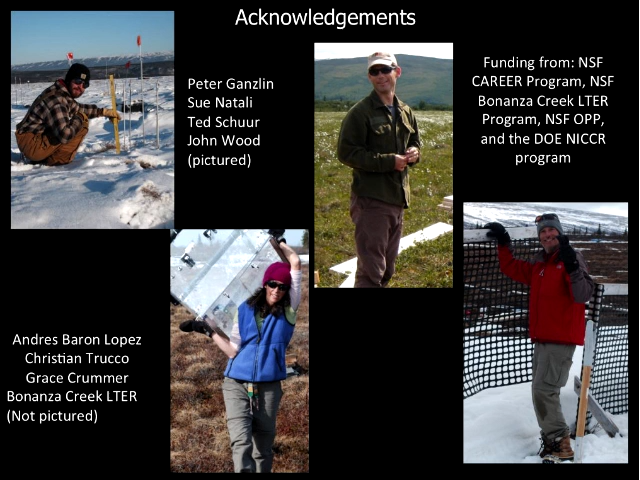 Acknowledgements
Peter Ganzlin
Sue Natali
Ted Schuur
John Wood
(pictured)
Funding from: NSF
CAREER Program, NSF
Bonanza Creek LTER
Program, NSF OPP,
and the DOE NICCR
program
Andres Baron Lopez
Christian Trucco
Grace Crummer
Bonanza Creek LTER
(Not pictured)